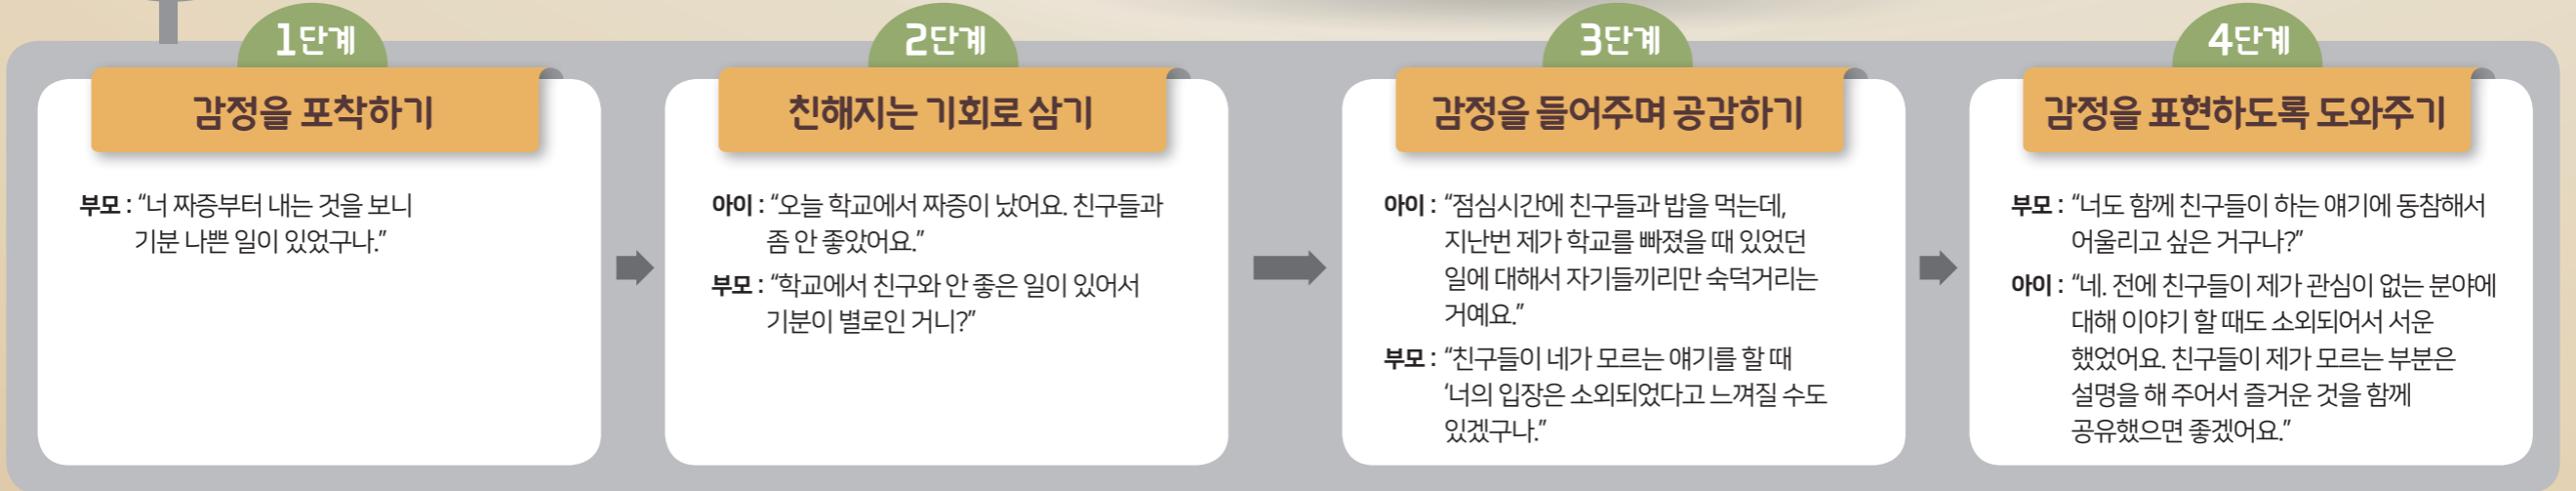 1단계
감정을 포착하기
부모 : “너 짜증부터 내는 것을 보니
기분 나쁜 일이 있었구나.”
2단계
친해지는 기회로 삼기
아이 : “오늘 학교에서 짜증이 났어요. 친구들과
좀 안 좋았어요.”
부모 : “학교에서 친구와 안 좋은 일이 있어서
기분이 별로인 거니?”
3단계
감정을 들어주며 공감하기
아이 : “점심시간에 친구들과 밥을 먹는데,
지난번 제가 학교를 빠졌을 때 있었던
일에 대해서 자기들끼리만 숙덕거리는
거예요.”
부모 : “친구들이 네가 모르는 얘기를 할 때
‘너의 입장은 소외되었다고 느껴질 수도
있겠구나.”
4단계
감정을 표현하도록 도와주기
부모 : “너도 함께 친구들이 하는 얘기에 동참해서
어울리고 싶은 거구나?”
아이 : “네. 전에 친구들이 제가 관심이 없는 분야에
대해 이야기 할 때도 소외되어서 서운
했었어요. 친구들이 제가 모르는 부분은
설명을 해 주어서 즐거운 것을 함께
공유했으면 좋겠어요.”